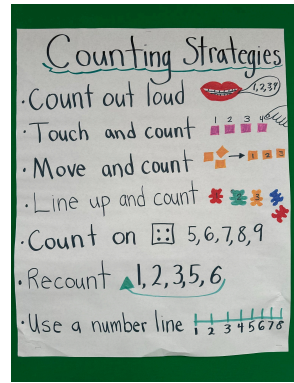 Counting Strategies
· Count out loud 1,2,3,4
· Touch and count 1 2 3 4
· Move and count 1 2 3
· Line up and count
· Count on 5, 6, 7, 8, 9
· Recount 1, 2, 3, 5, 6,
· Use a number line 1 2 3 4 5 6 7 8